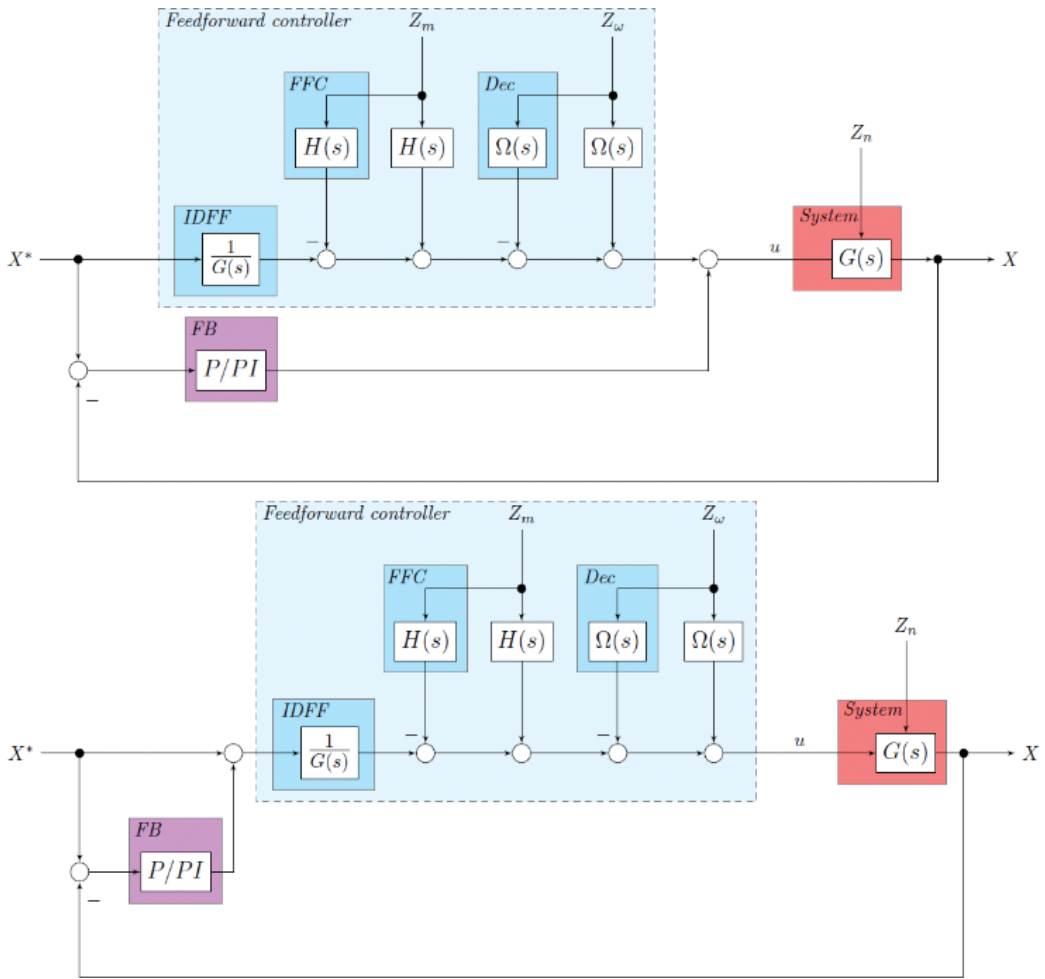 Feedforward controller
Z_m
Z_ω
FFC
Dec
H(s)
H(s)
Ω(s)
Ω(s)
Z_n
IDFF
System
X*
1/G(s)
−
−
u
G(s)
X
FB
P/PI
−
Feedforward controller
Z_m
Z_ω
FFC
Dec
H(s)
H(s)
Ω(s)
Ω(s)
Z_n
IDFF
System
X*
1/G(s)
−
−
u
G(s)
X
FB
P/PI
−